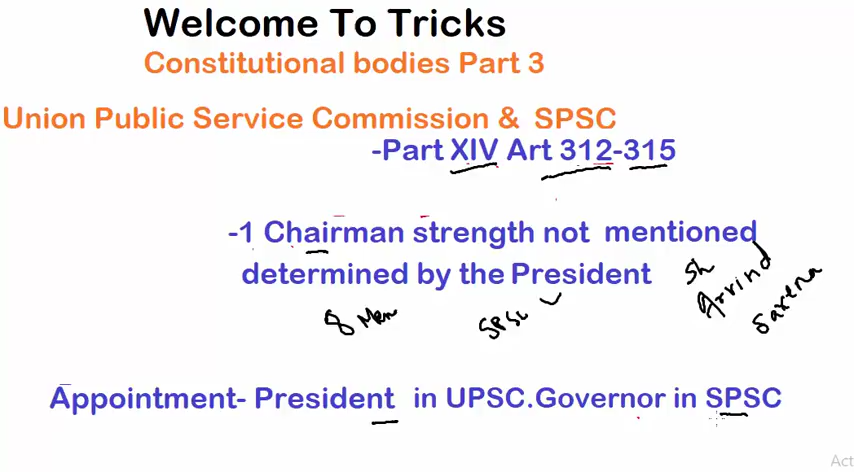 Welcome To Tricks
Constitutional bodies Part 3
Union Public Service Commission & SPSC
-Part XIV Art 312-315
-1 Chairman strength not mentioned
determined by the President
Sh
Arvind
Saxena
8 Mem
SPSC
Appointment- President in UPSC.Governor in SPSC
Act